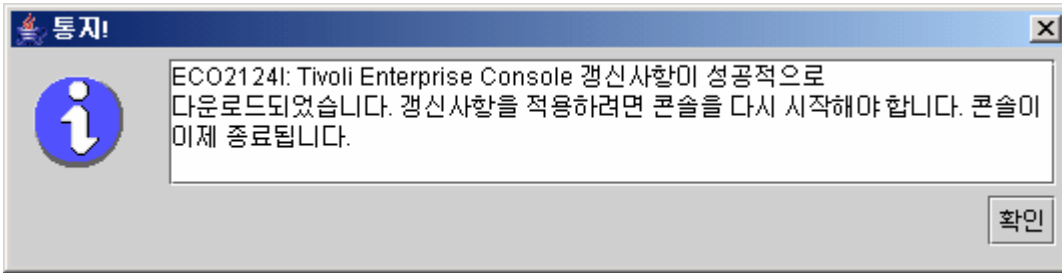 통지!
ECO2124I: Tivoli Enterprise Console 갱신사항이 성공적으로
다운로드되었습니다. 갱신사항을 적용하려면 콘솔을 다시 시작해야 합니다. 콘솔이
이제 종료됩니다.
확인